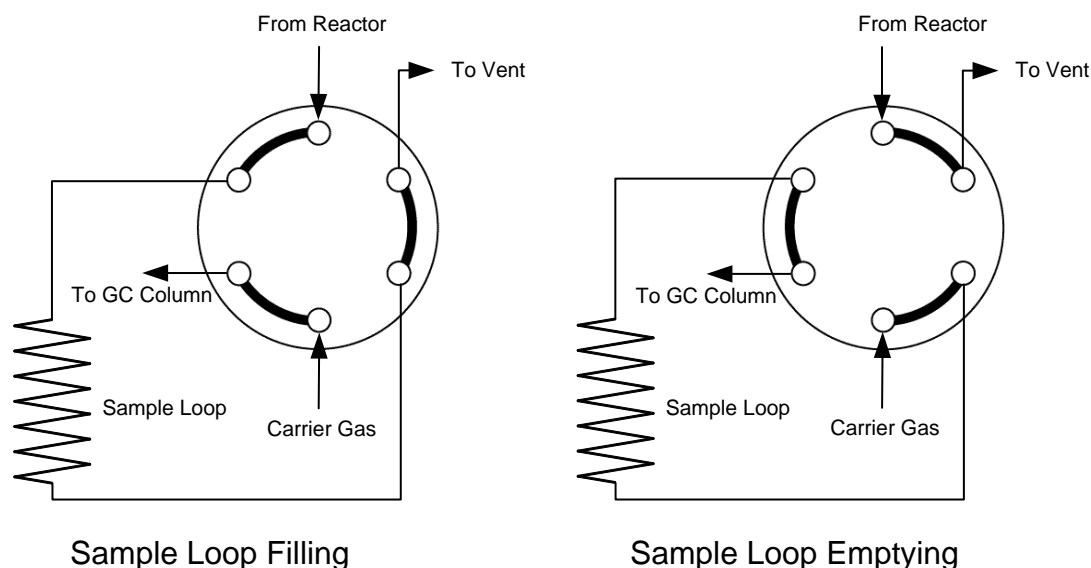 From Reactor
To Vent
To GC Column
Sample Loop
Carrier Gas
Sample Loop Filling
From Reactor
To Vent
To GC Column
Sample Loop
Carrier Gas
Sample Loop Emptying